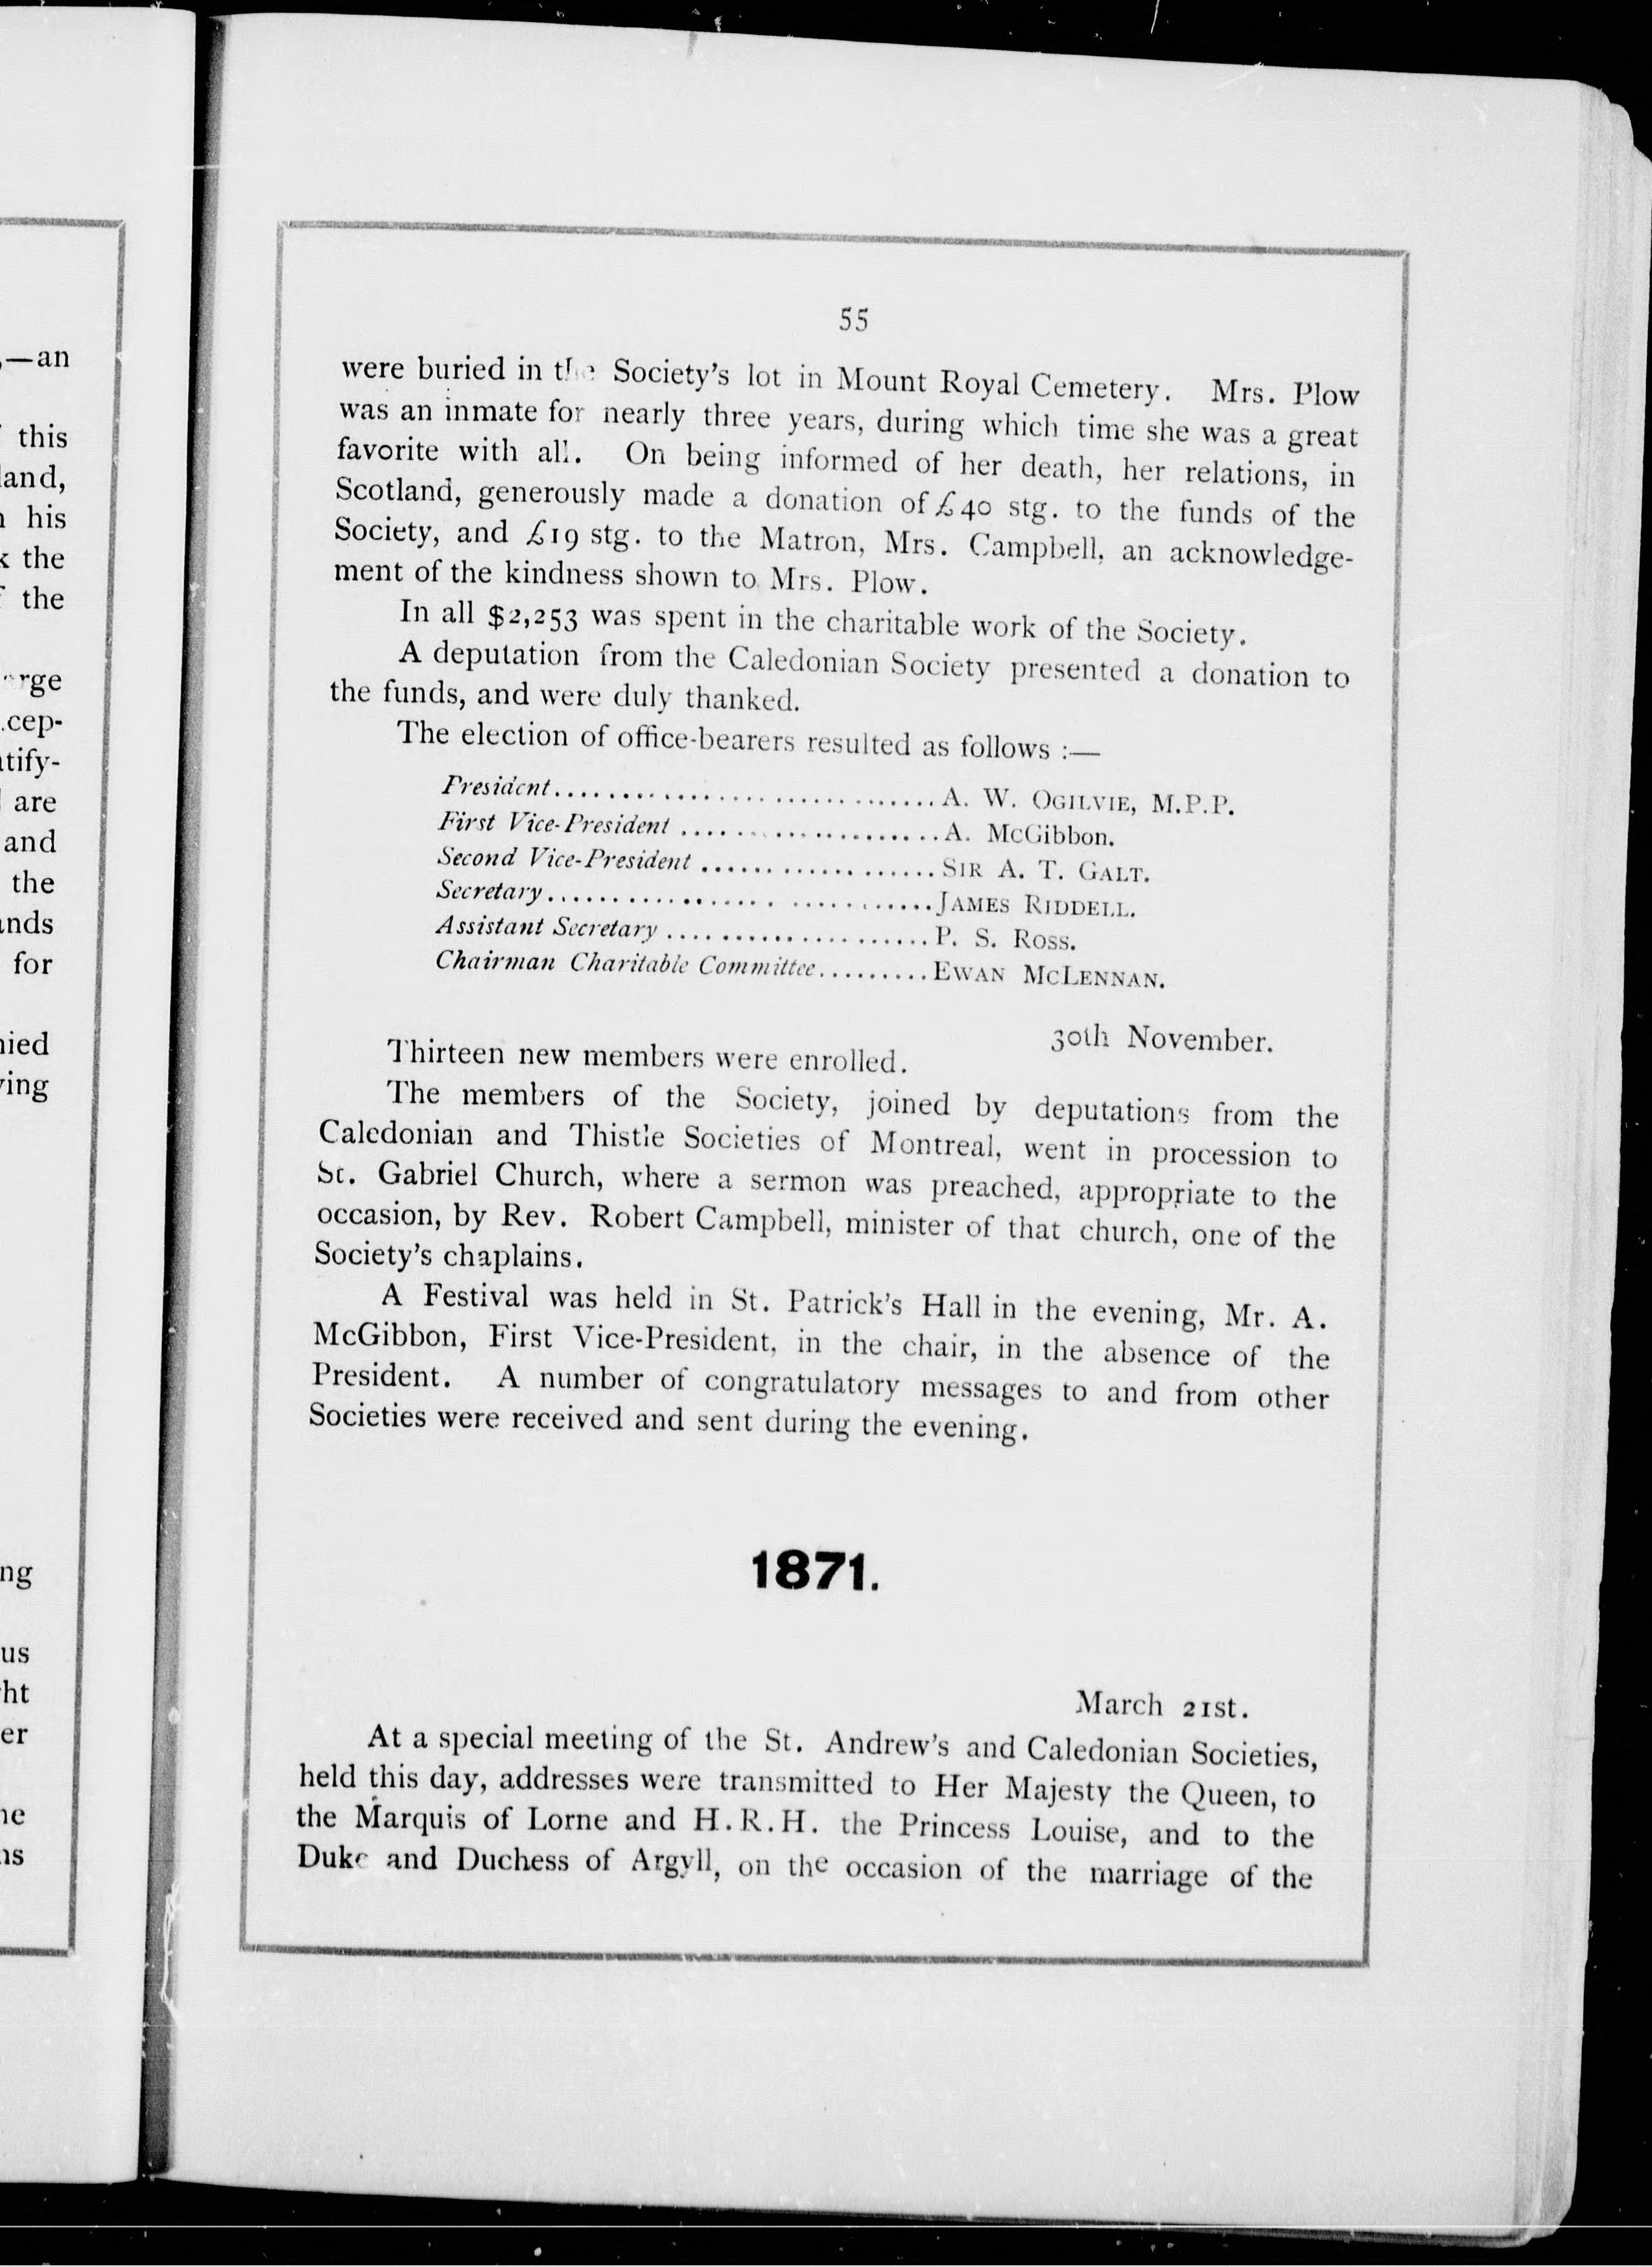 55
were buried in the Society's lot in Mount Royal Cemetery. Mrs. Plow
was an inmate for nearly three years, during which time she was a great
favorite with all. On being informed of her death, her relations, in
Scotland, generously made a donation of £40 stg. to the funds of the
Society, and £19 stg. to the Matron, Mrs. Campbell, an acknowledge-
ment of the kindness shown to Mrs. Plow.
In all $2,253 was spent in the charitable work of the Society.
A deputation from the Caledonian Society presented a donation to
the funds, and were duly thanked.
The election of office-bearers resulted as follows :—
President.................................A. W. OGILVIE, M.P.P.
First Vice-President ......................A. McGibbon.
Second Vice-President ...................SIR A. T. GALT.
Secretary.................................JAMES RIDDELL.
Assistant Secretary ......................P. S. ROSS.
Chairman Charitable Committee.........EWAN MCLENNAN.
30th November.
Thirteen new members were enrolled.
The members of the Society, joined by deputations from the
Caledonian and Thistle Societies of Montreal, went in procession to
St. Gabriel Church, where a sermon was preached, appropriate to the
occasion, by Rev. Robert Campbell, minister of that church, one of the
Society's chaplains.
A Festival was held in St. Patrick's Hall in the evening, Mr. A.
McGibbon, First Vice-President, in the chair, in the absence of the
President. A number of congratulatory messages to and from other
Societies were received and sent during the evening.
1871.
March 21st.
At a special meeting of the St. Andrew's and Caledonian Societies,
held this day, addresses were transmitted to Her Majesty the Queen, to
the Marquis of Lorne and H.R.H. the Princess Louise, and to the
Duke and Duchess of Argyll, on the occasion of the marriage of the